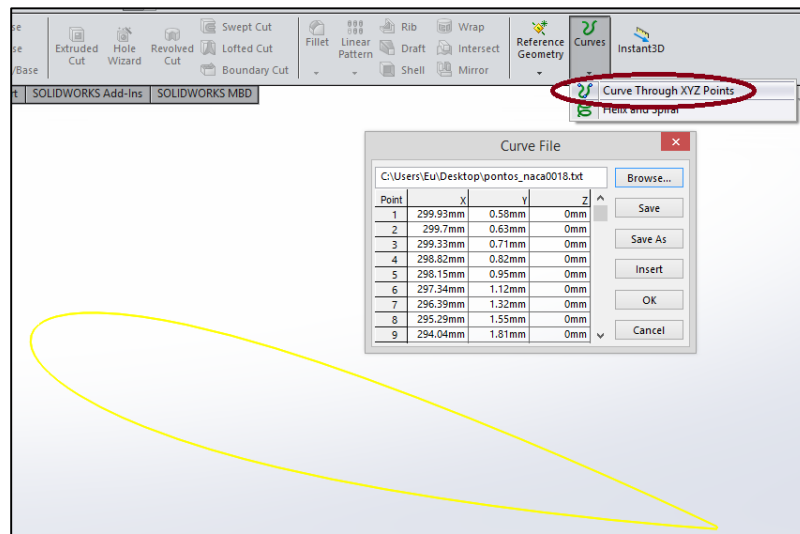 se
Swept Cut
Rib
Wrap
se
Extruded Cut
Hole Wizard
Revolved Cut
Lofted Cut
Fillet
Linear Pattern
Draft
Intersect
Reference Geometry
Curves
Instant3D
/Base
Boundary Cut
Shell
Mirror
t SOLIDWORKS Add-Ins SOLIDWORKS MBD
Curve Through XYZ Points
Helix and Spiral
Curve File
C:\Users\Eu\Desktop\pontos_naca0018.txt Browse...
Point X Y Z
1 299.93mm 0.58mm 0mm
2 299.7mm 0.63mm 0mm
3 299.33mm 0.71mm 0mm
4 298.82mm 0.82mm 0mm
5 298.15mm 0.95mm 0mm
6 297.34mm 1.12mm 0mm
7 296.39mm 1.32mm 0mm
8 295.29mm 1.55mm 0mm
9 294.04mm 1.81mm 0mm
Save
Save As
Insert
OK
Cancel